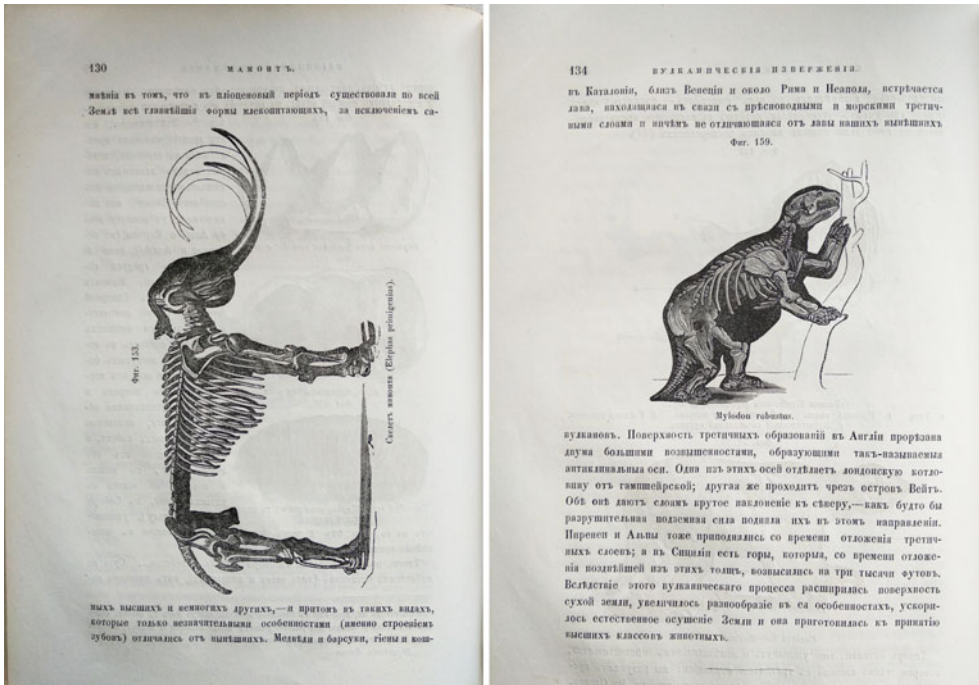 130
МАМОНТЪ.
мнѣнія въ томъ, что въ пліоценовый періодъ существовали по всей
Землѣ всѣ главнѣйшія формы млекопитающихъ, за исключеніемъ са-
Фиг. 153.
Скелетъ мамонта (Elephas primigenius).
мыхъ высшихъ и немногихъ другихъ,—и притомъ въ такихъ видахъ,
которые только незначительными особенностями (именно строеніемъ
зубовъ) отличались отъ нынѣшнихъ. Медвѣди и барсуки, гіены и кош-
134
ВУЛКАНИЧЕСКІЯ ИЗВЕРЖЕНІЯ.
въ Каталоніи, близъ Венеціи и около Рима и Неаполя, встрѣчается
лава, находящаяся въ связи съ прѣсноводными и морскими третич-
ными слоями и ничѣмъ не отличающаяся отъ лавы нашихъ нынѣшнихъ
Фиг. 159.
Mylodon robustus.
вулкановъ. Поверхность третичныхъ образованій въ Англіи прорѣзана
двума большими возвышенностями, образующими такъ-называемыя
антиклинальныя оси. Одна изъ этихъ осей отдѣляетъ лондонскую котло-
вину отъ гампшейрской; другая же проходитъ чрезъ островъ Вейтъ.
Обѣ онѣ даютъ слоямъ крутое наклоненіе къ сѣверу,—какъ будто бы
разрушительная подземная сила подняла ихъ въ этомъ направленіи.
Пиренеи и Альпы тоже приподнялись со времени отложенія третич-
ныхъ слоевъ; а въ Сициліи есть горы, которыя, со времени отложе-
нія позднѣйшей изъ этихъ толщъ, возвысились на три тысячи футовъ.
Вслѣдствіе этого вулканическаго процесса расширилась поверхность
сухой земли, увеличилось разнообразіе въ ея особенностяхъ, ускори-
лось естественное осушеніе Земли и она приготовилась къ принятію
высшихъ классовъ животныхъ.